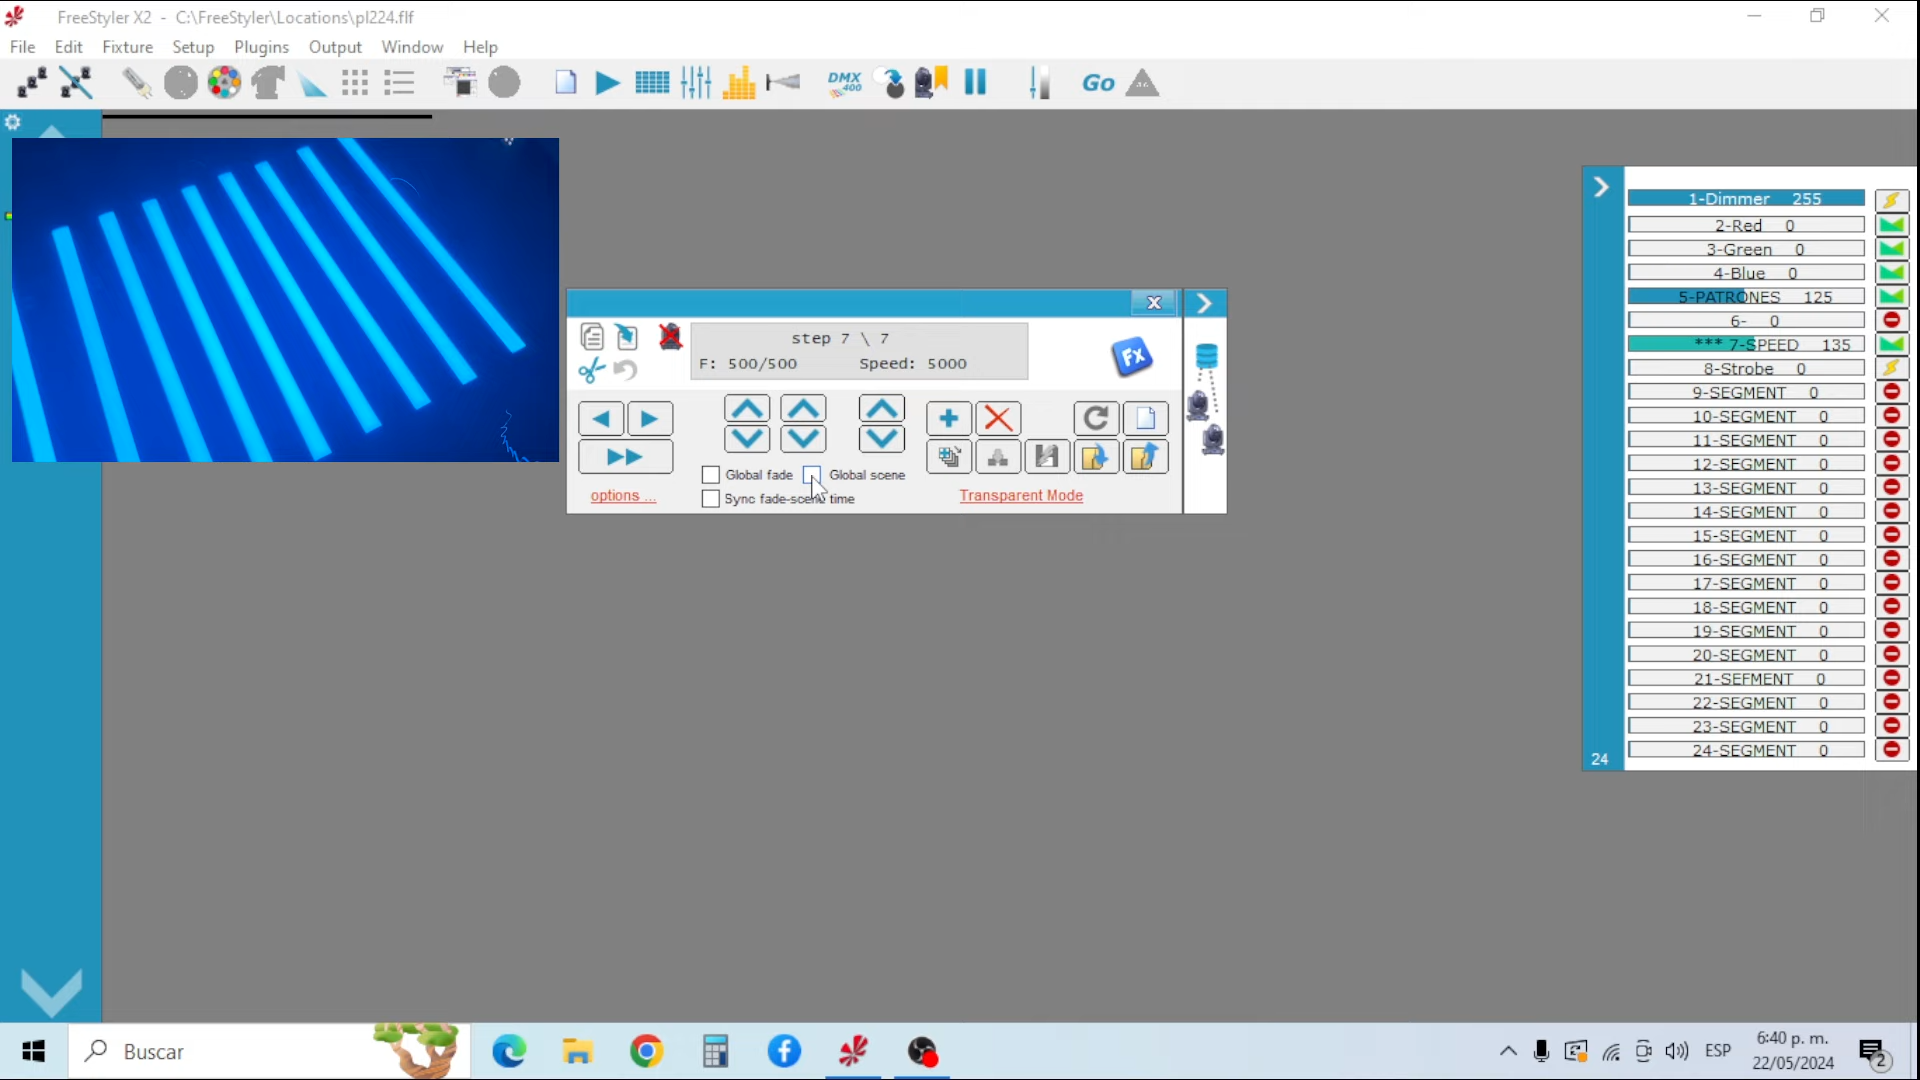 FreeStyler X2 - C:\FreeStyler\Locations\pl224.flf
File Edit Fixture Setup Plugins Output Window Help
DMX 400 Go
step 7 \ 7
F: 500/500 Speed: 5000
Fx
Global fade Global scene
options ... Sync fade-scene time Transparent Mode
1-Dimmer 255
2-Red 0
3-Green 0
4-Blue 0
5-PATRONES 125
6- 0
*** 7-SPEED 135
8-Strobe 0
9-SEGMENT 0
10-SEGMENT 0
11-SEGMENT 0
12-SEGMENT 0
13-SEGMENT 0
14-SEGMENT 0
15-SEGMENT 0
16-SEGMENT 0
17-SEGMENT 0
18-SEGMENT 0
19-SEGMENT 0
20-SEGMENT 0
21-SEFMENT 0
22-SEGMENT 0
23-SEGMENT 0
24-SEGMENT 0
24
Buscar
ESP
6:40 p. m.
22/05/2024
2